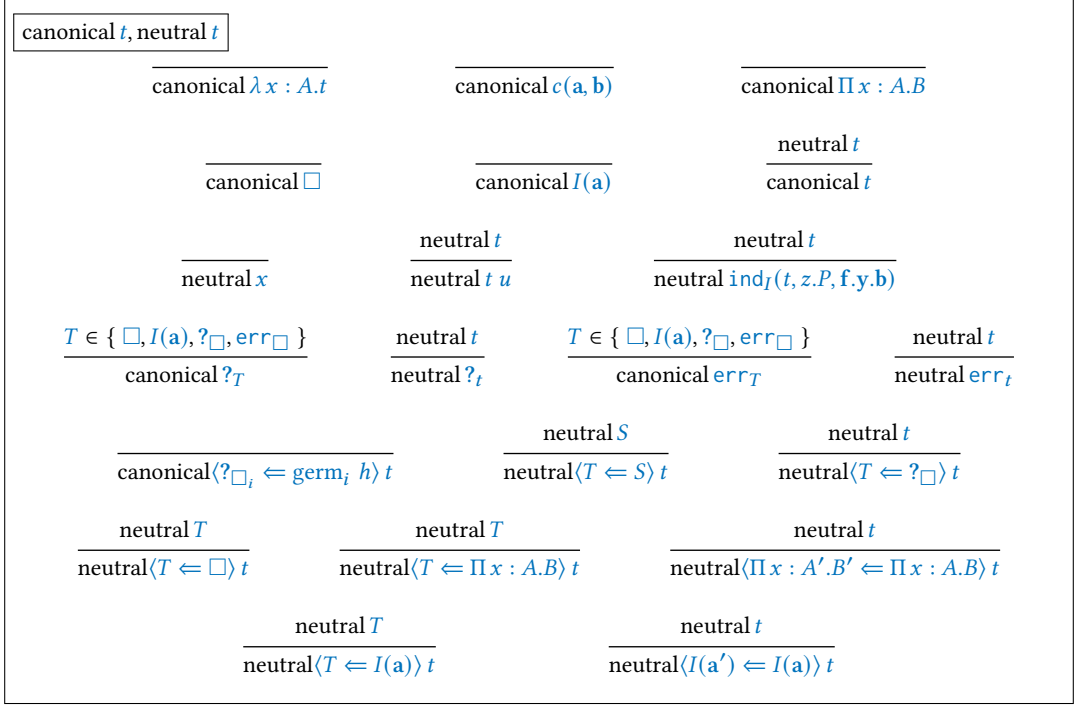 canonical t, neutral t
canonical λ x : A.t canonical c(a, b) canonical Π x : A.B
neutral t
canonical □ canonical I(a) canonical t
neutral t neutral t
neutral x neutral t u neutral ind_I(t, z.P, f.y.b)
T ∈ { □, I(a), ?_□, err_□ } neutral t T ∈ { □, I(a), ?_□, err_□ } neutral t
canonical ?_T neutral ?_t canonical err_T neutral err_t
neutral S neutral t
canonical⟨?_□_i ⇐ germ_i h⟩ t neutral⟨T ⇐ S⟩ t neutral⟨T ⇐ ?_□⟩ t
neutral T neutral T neutral t
neutral⟨T ⇐ □⟩ t neutral⟨T ⇐ Π x : A.B⟩ t neutral⟨Π x : A′.B′ ⇐ Π x : A.B⟩ t
neutral T neutral t
neutral⟨T ⇐ I(a)⟩ t neutral⟨I(a′) ⇐ I(a)⟩ t